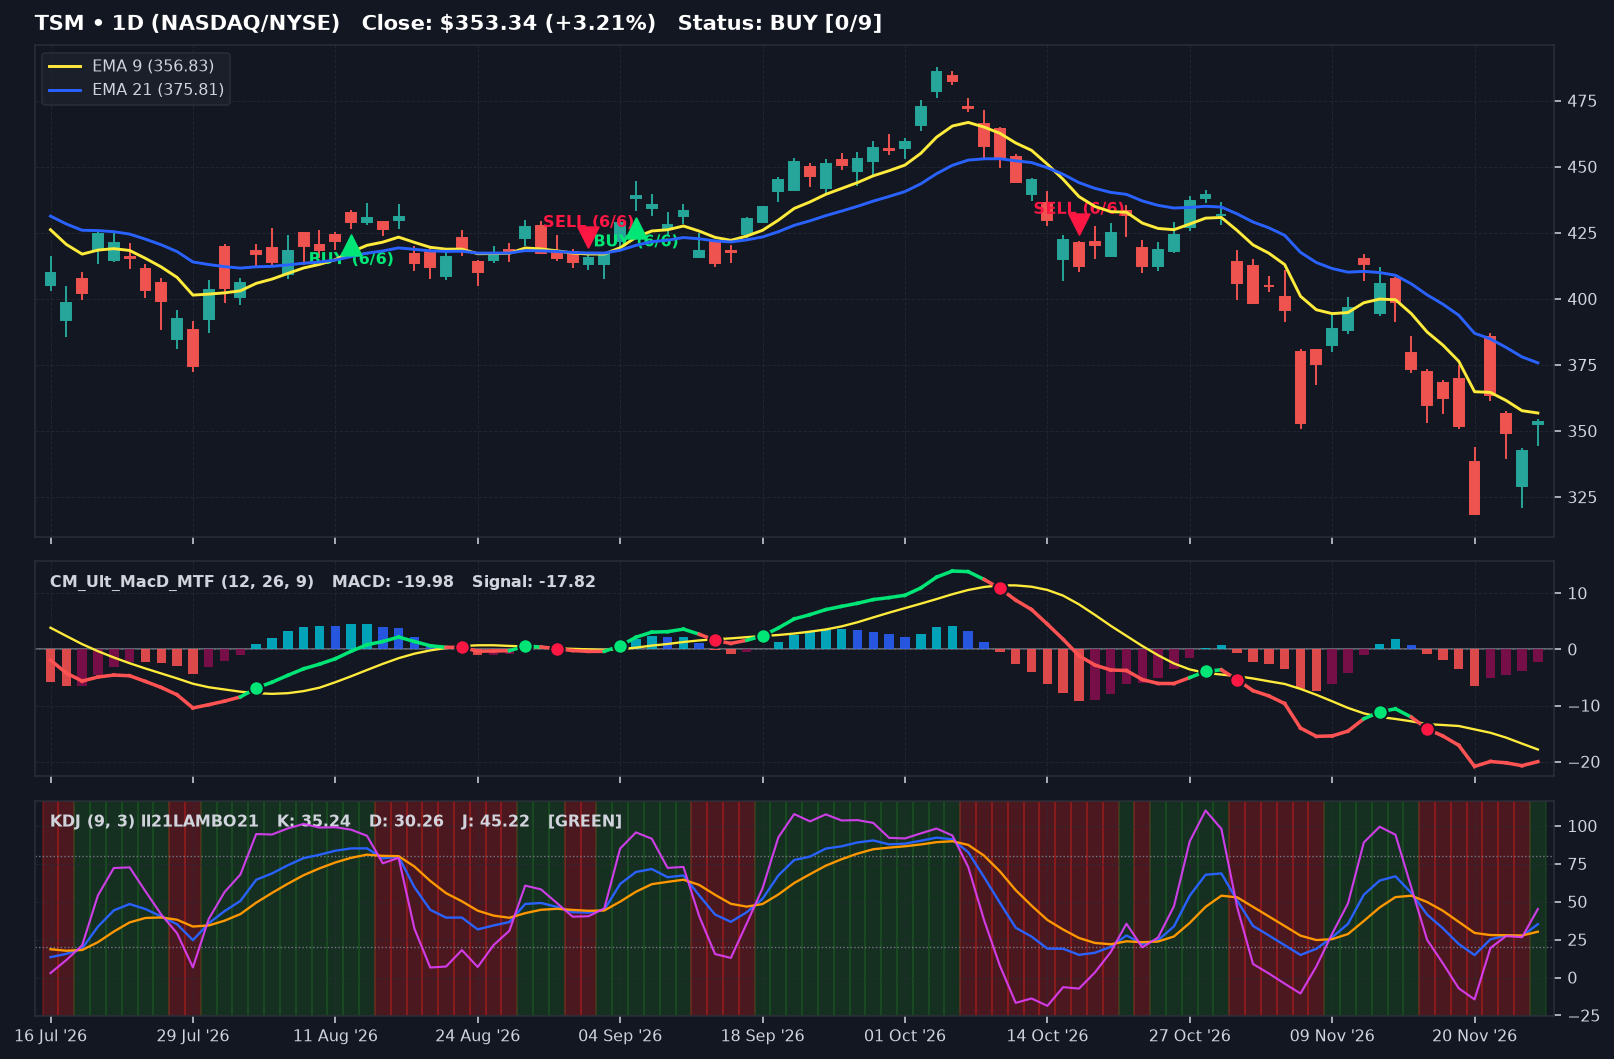 TSM • 1D (NASDAQ/NYSE)   Close: $353.34 (+3.21%)   Status: BUY [0/9]
EMA 9 (356.83)
EMA 21 (375.81)
475
450
425
400
375
350
325
BUY (6/6)
SELL (6/6)
BUY (6/6)
SELL (6/6)
CM_Ult_MacD_MTF (12, 26, 9)   MACD: -19.98   Signal: -17.82
10
0
−10
−20
KDJ (9, 3) II21LAMBO21   K: 35.24   D: 30.26   J: 45.22   [GREEN]
100
75
50
25
0
−25
16 Jul '26   29 Jul '26   11 Aug '26   24 Aug '26   04 Sep '26   18 Sep '26   01 Oct '26   14 Oct '26   27 Oct '26   09 Nov '26   20 Nov '26